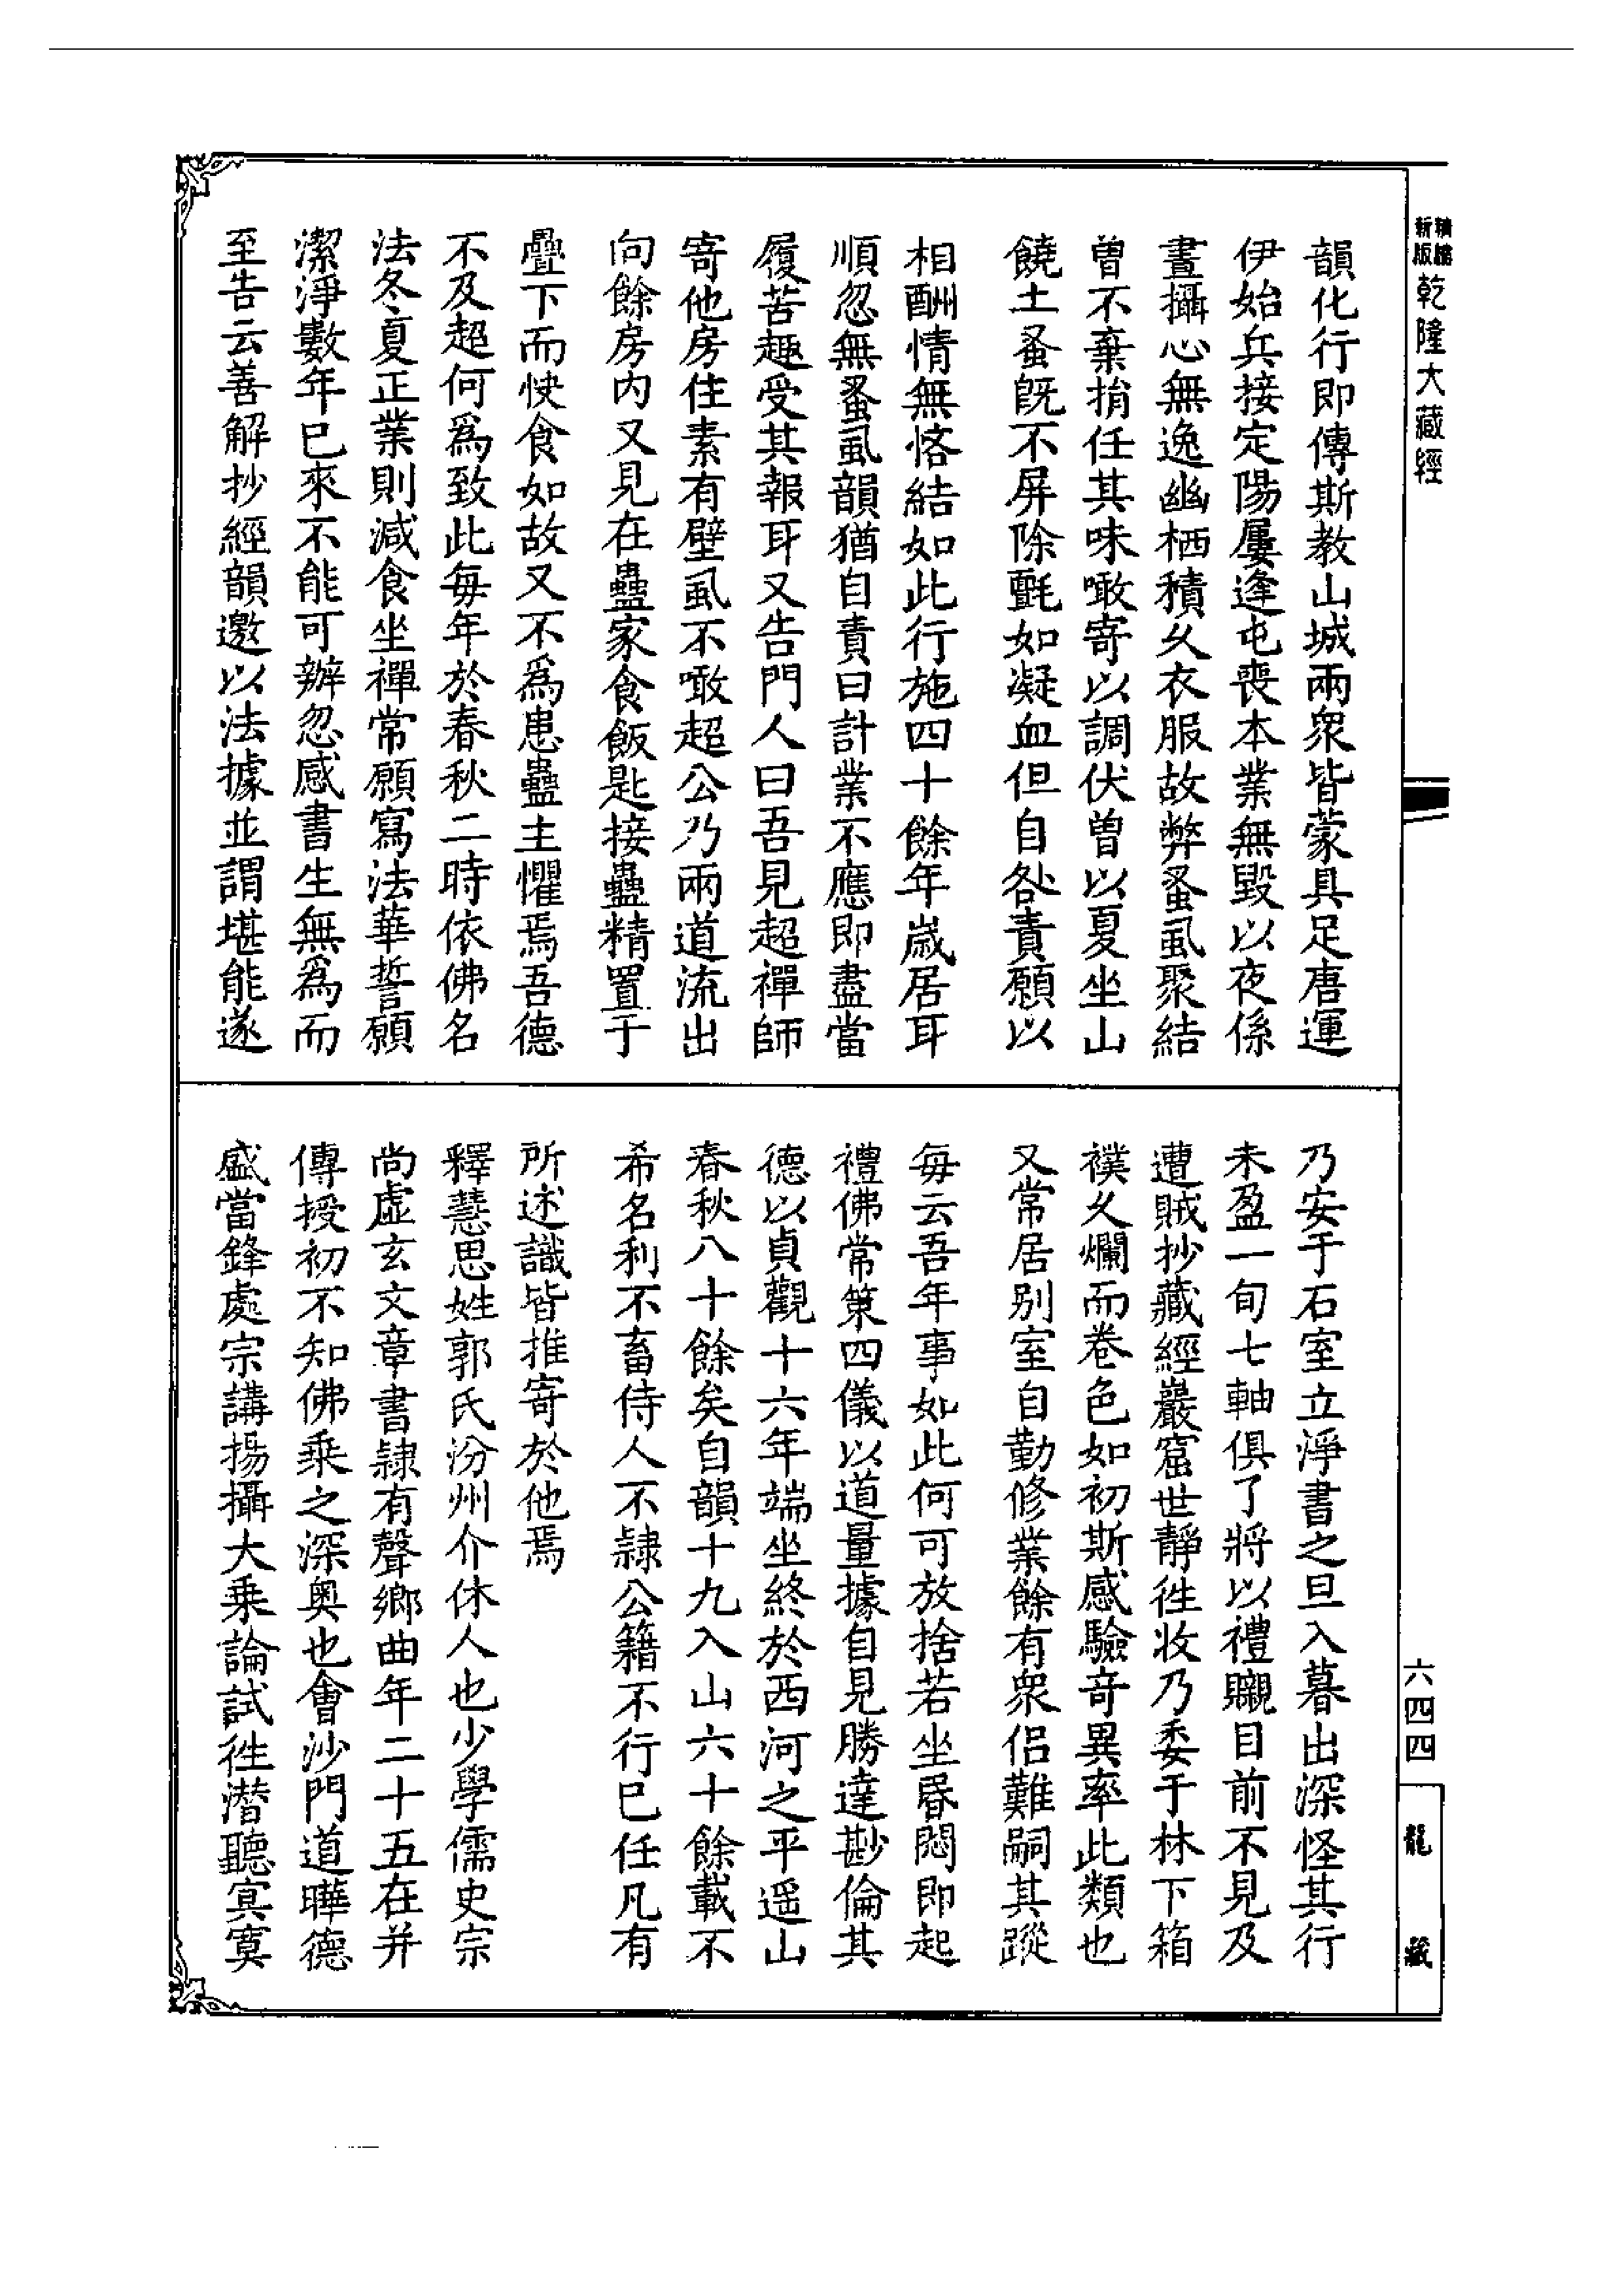 新版
精縮
乾隆大藏經
六四四
龍藏
韻化行即傳斯教山城兩衆皆蒙具足唐運
伊始兵接定陽屢逢屯喪本業無毀以夜係
晝攝心無逸幽栖積久衣服故弊蚤虱聚結
曾不棄捐任其味噉寄以調伏曾以夏坐山
饒土蚤既不屏除氈如凝血但自咎責願以
相酬情無悋結如此行施四十餘年歲居耳
順忽無蚤虱韻猶自責曰計業不應即盡當
履苦趣受其報耳又告門人曰吾見超禪師
寄他房住素有壁虱不噉超公乃兩道流出
向餘房内又見在蠱家食飯匙接蠱精置于
疊下而快食如故又不爲患蠱主懼焉吾德
不及超何爲致此每年於春秋二時依佛名
法冬夏正業則減食坐禪常願寫法華誓願
潔淨數年已來不能可辦忽感書生無爲而
至告云善解抄經韻邀以法據並謂堪能遂
乃安于石室立淨書之旦入暮出深怪其行
未盈一旬七軸俱了將以禮贐目前不見及
遭賊抄藏經巖窟世靜徃收乃委于林下箱
襆久爛而卷色如初斯感驗奇異率此類也
又常居别室自勤修業餘有衆侶難嗣其蹤
每云吾年事如此何可放捨若坐昏悶即起
禮佛常策四儀以道量據自見勝達尠倫其
德以貞觀十六年端坐終於西河之平遥山
春秋八十餘矣自韻十九入山六十餘載不
希名利不畜侍人不隷公籍不行已任凡有
所述識皆推寄於他焉
釋慧思姓郭氏汾州介休人也少學儒史宗
尚虚玄文章書隷有聲鄉曲年二十五在并
傳授初不知佛乘之深奥也會沙門道曄德
盛當鋒處宗講揚攝大乘論試徃潜聽寘寞